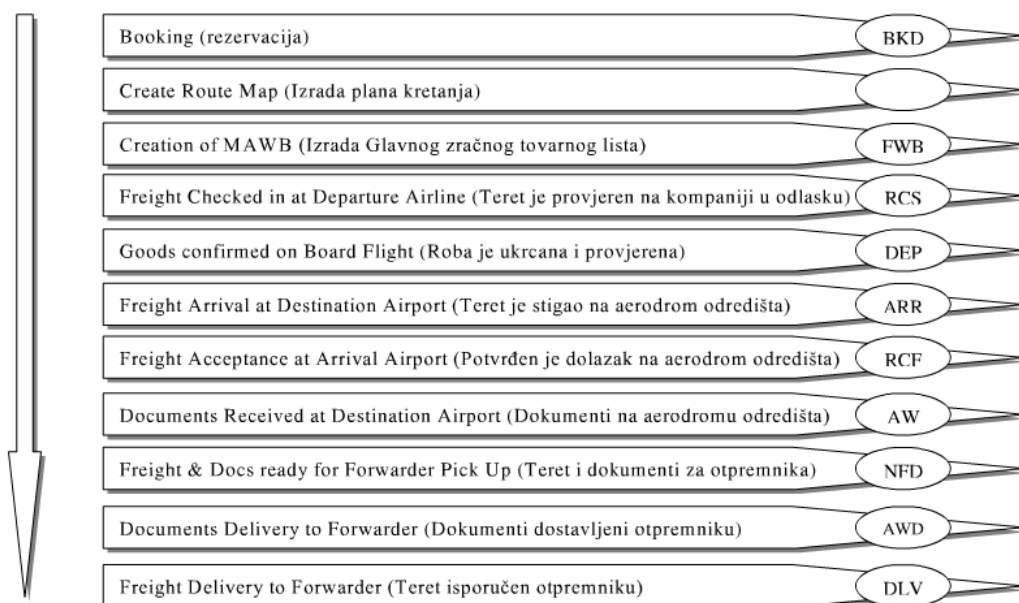 Booking (rezervacija) BKD
Create Route Map (Izrada plana kretanja)
Creation of MAWB (Izrada Glavnog zračnog tovarnog lista) FWB
Freight Checked in at Departure Airline (Teret je provjeren na kompaniji u odlasku) RCS
Goods confirmed on Board Flight (Roba je ukrcana i provjerena) DEP
Freight Arrival at Destination Airport (Teret je stigao na aerodrom odredišta) ARR
Freight Acceptance at Arrival Airport (Potvrđen je dolazak na aerodrom odredišta) RCF
Documents Received at Destination Airport (Dokumenti na aerodromu odredišta) AW
Freight & Docs ready for Forwarder Pick Up (Teret i dokumenti za otpremnika) NFD
Documents Delivery to Forwarder (Dokumenti dostavljeni otpremniku) AWD
Freight Delivery to Forwarder (Teret isporučen otpremniku) DLV